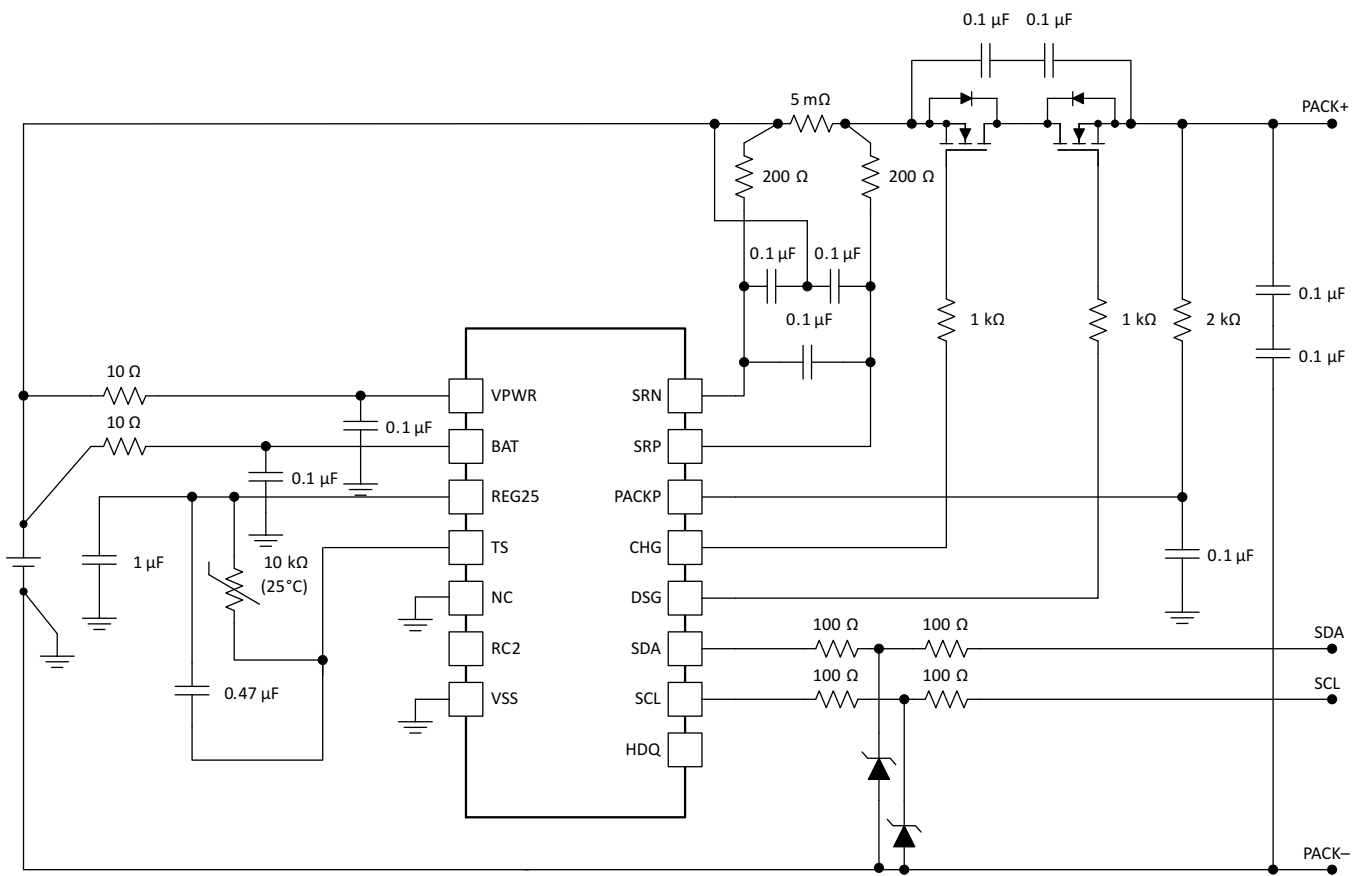 0.1 µF 0.1 µF
5 mΩ
PACK+
200 Ω
200 Ω
0.1 µF 0.1 µF
0.1 µF
0.1 µF
1 kΩ
1 kΩ
2 kΩ
0.1 µF
10 Ω
VPWR
SRN
10 Ω
0.1 µF
BAT
SRP
0.1 µF
REG25
PACKP
1 µF
10 kΩ
(25°C)
TS
CHG
0.1 µF
NC
DSG
RC2
SDA
100 Ω
100 Ω
SDA
0.47 µF
VSS
SCL
100 Ω
100 Ω
SCL
HDQ
PACK–